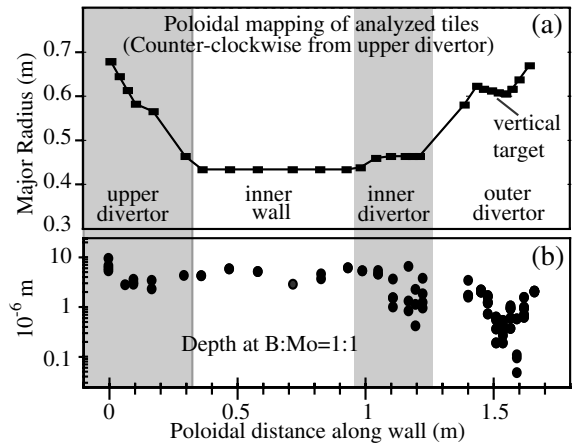 Poloidal mapping of analyzed tiles
(Counter-clockwise from upper divertor)
(a)
Major Radius (m)
0.7
0.6
0.5
0.4
0.3
vertical
target
upper
divertor
inner
wall
inner
divertor
outer
divertor
(b)
10⁻⁶ m
10
1
0.1
Depth at B:Mo=1:1
0 0.5 1 1.5
Poloidal distance along wall (m)